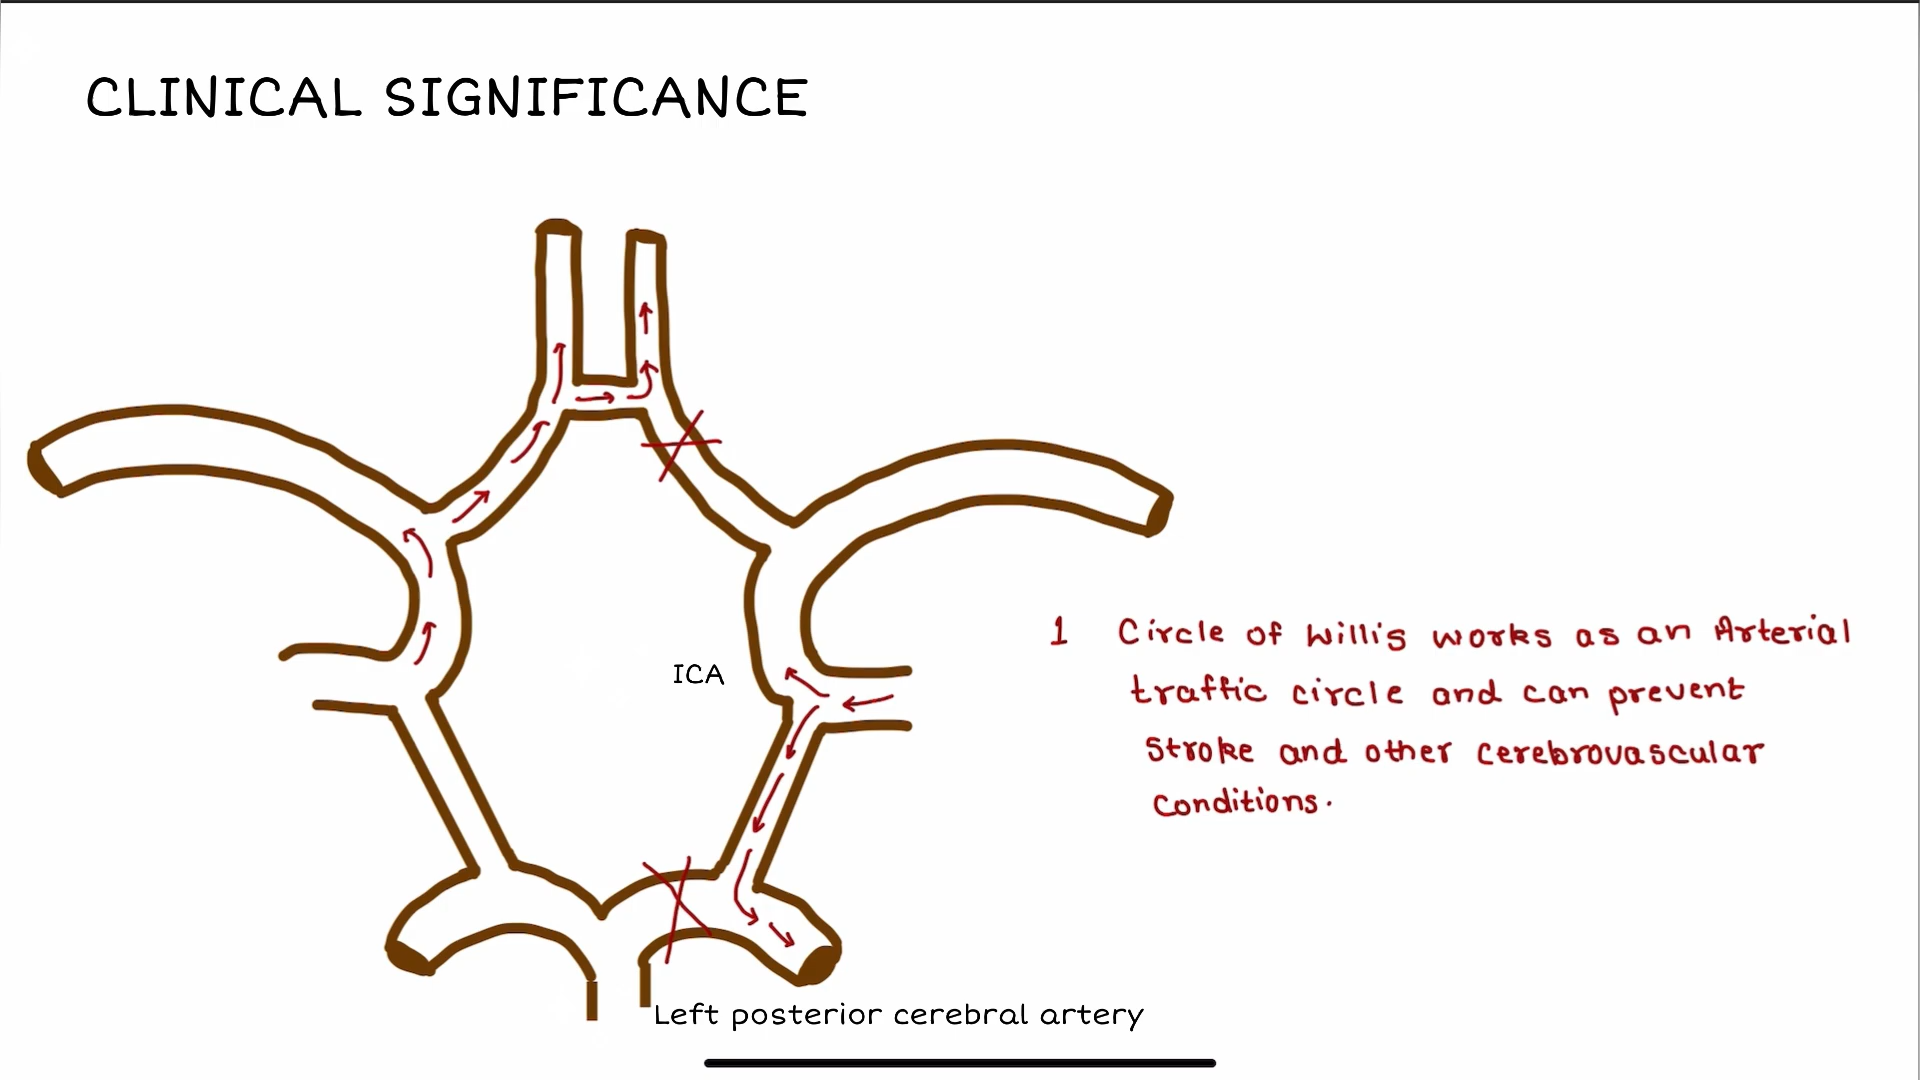 CLINICAL SIGNIFICANCE
ICA
1 Circle of Willis works as an Arterial
traffic circle and can prevent
Stroke and other cerebrovascular
Conditions.
Left posterior cerebral artery